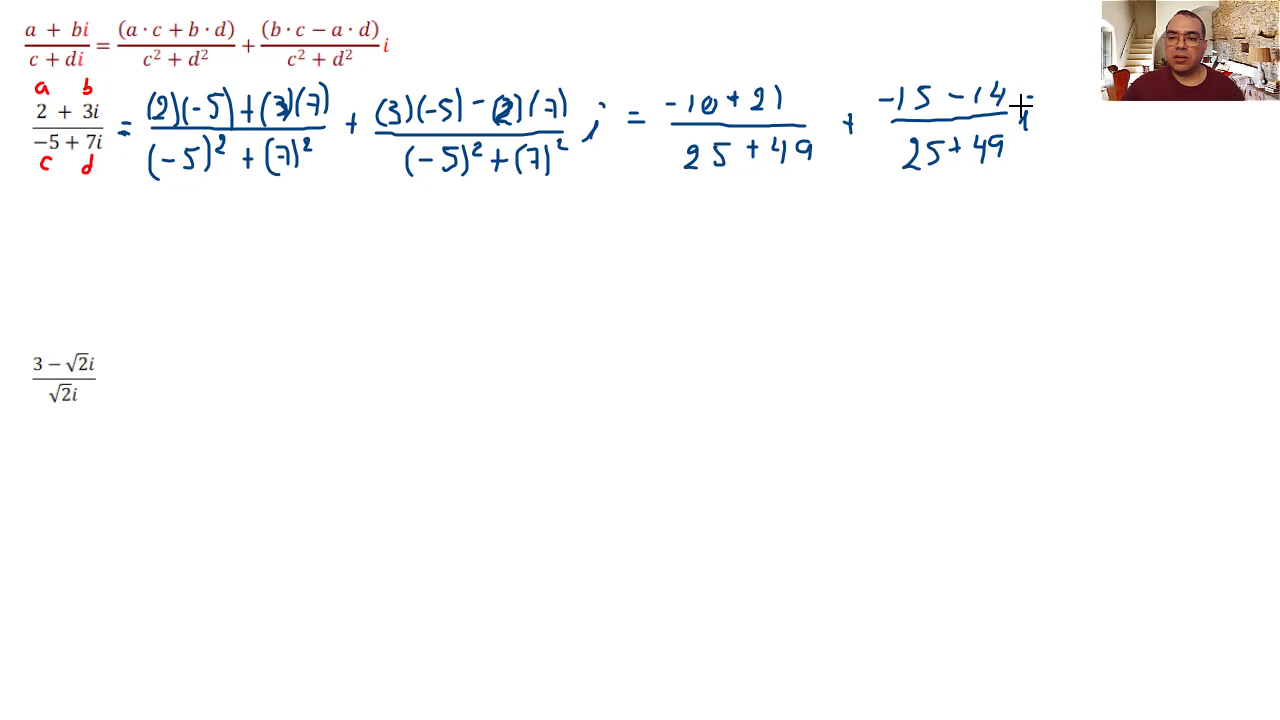 a + bi / c + di = (a · c + b · d) / c² + d² + (b · c − a · d) / c² + d² i
a b
2 + 3i / −5 + 7i = (2)(-5) + (3)(7) / (-5)² + (7)² + (3)(-5) - (2)(7) / (-5)² + (7)² i = -10 + 21 / 25 + 49 + -15 - 14 / 25 + 49 i
c d
3 − √2i / √2i